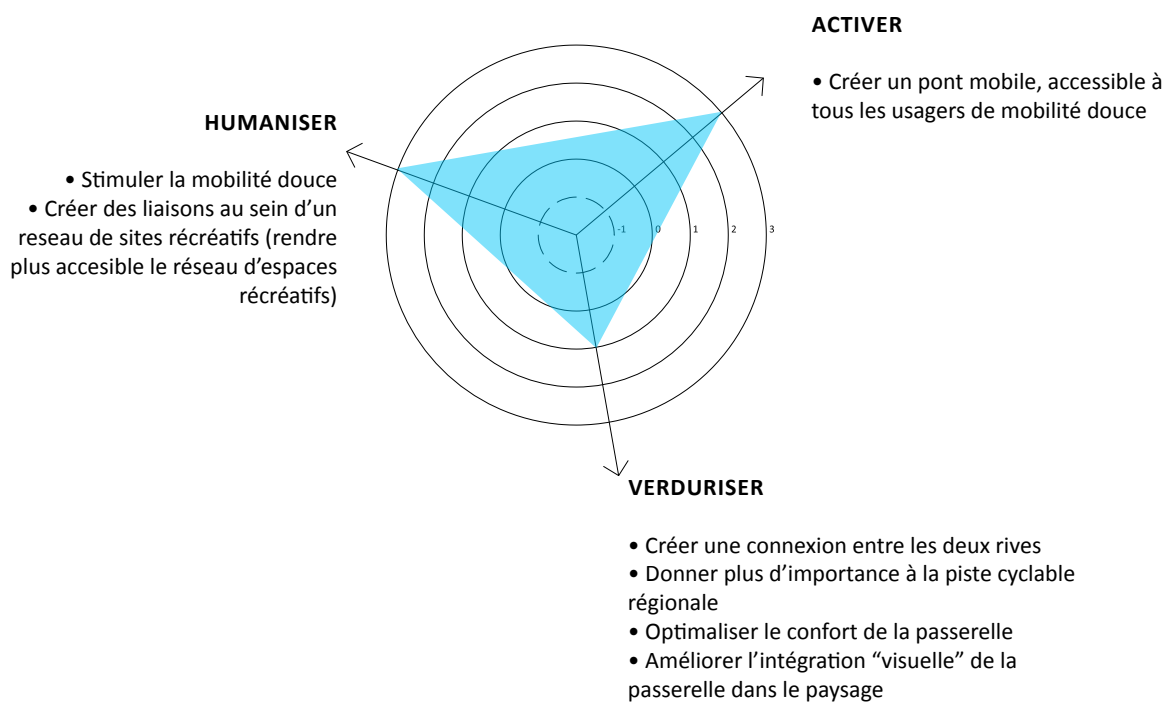 ACTIVER
• Créer un pont mobile, accessible à
tous les usagers de mobilité douce
HUMANISER
• Stimuler la mobilité douce
• Créer des liaisons au sein d’un
reseau de sites récréatifs (rendre
plus accesible le réseau d'espaces
récréatifs)
-1 0 1 2 3
VERDURISER
• Créer une connexion entre les deux rives
• Donner plus d’importance à la piste cyclable
régionale
• Optimaliser le confort de la passerelle
• Améliorer l’intégration “visuelle” de la
passerelle dans le paysage